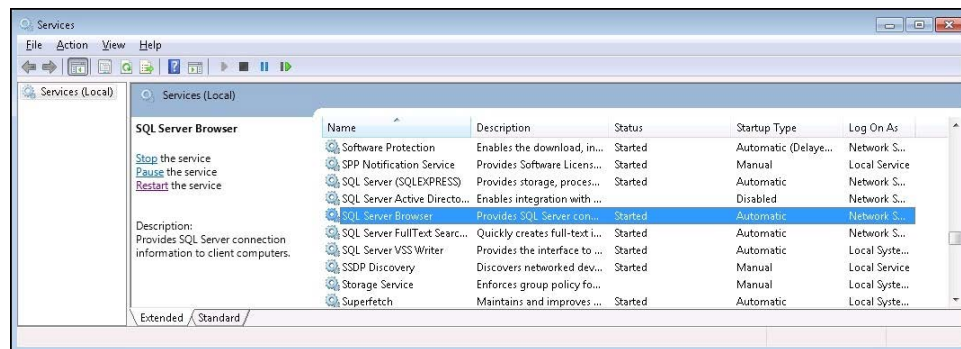 Services
File Action View Help
Services (Local)
Services (Local)
SQL Server Browser
Stop the service
Pause the service
Restart the service
Description:
Provides SQL Server connection
information to client computers.
Name Description Status Startup Type Log On As
Software Protection Enables the download, in... Started Automatic (Delaye... Network S...
SPP Notification Service Provides Software Licens... Started Manual Local Service
SQL Server (SQLEXPRESS) Provides storage, proces... Started Automatic Network S...
SQL Server Active Directo... Enables integration with ... Disabled Network S...
SQL Server Browser Provides SQL Server con... Started Automatic Network S...
SQL Server FullText Searc... Quickly creates full-text i... Started Automatic Network S...
SQL Server VSS Writer Provides the interface to ... Started Automatic Local Syste...
SSDP Discovery Discovers networked dev... Started Manual Local Service
Storage Service Enforces group policy fo... Manual Local Syste...
Superfetch Maintains and improves ... Started Automatic Local Syste...
Extended Standard